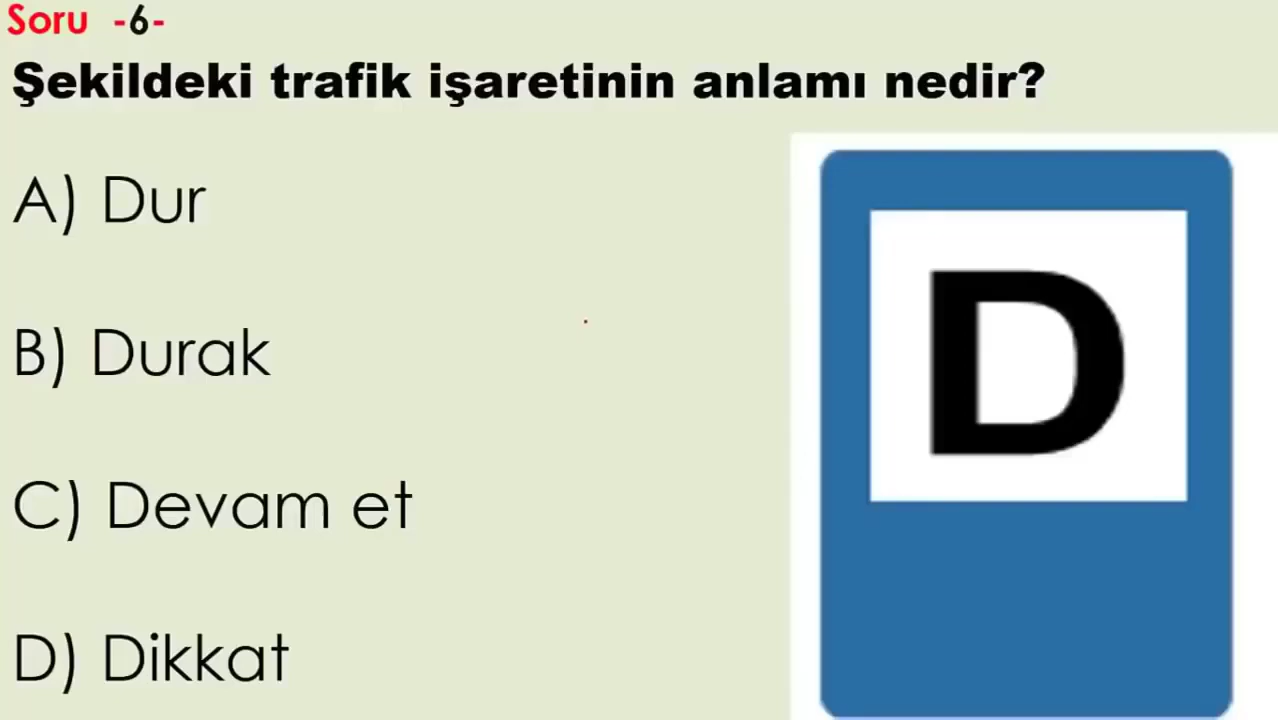 Soru -6-
Şekildeki trafik işaretinin anlamı nedir?
A) Dur
B) Durak
C) Devam et
D) Dikkat
D